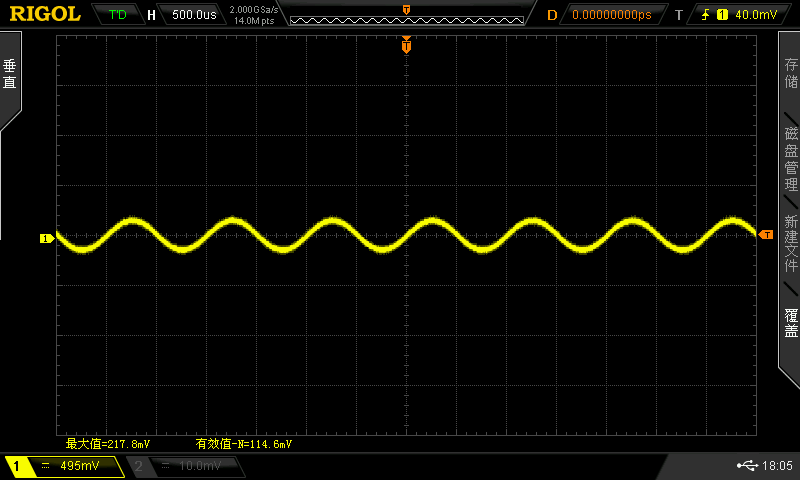 RIGOL T'D H 500.0us 2.000GSa/s 14.0M pts D 0.00000000ps T 1 40.0mV
垂直
存储
磁盘管理
新建文件
覆盖
T
T
1
T
最大值=217.8mV 有效值-N=114.6mV
1 495mV 2 10.0mV 18:05